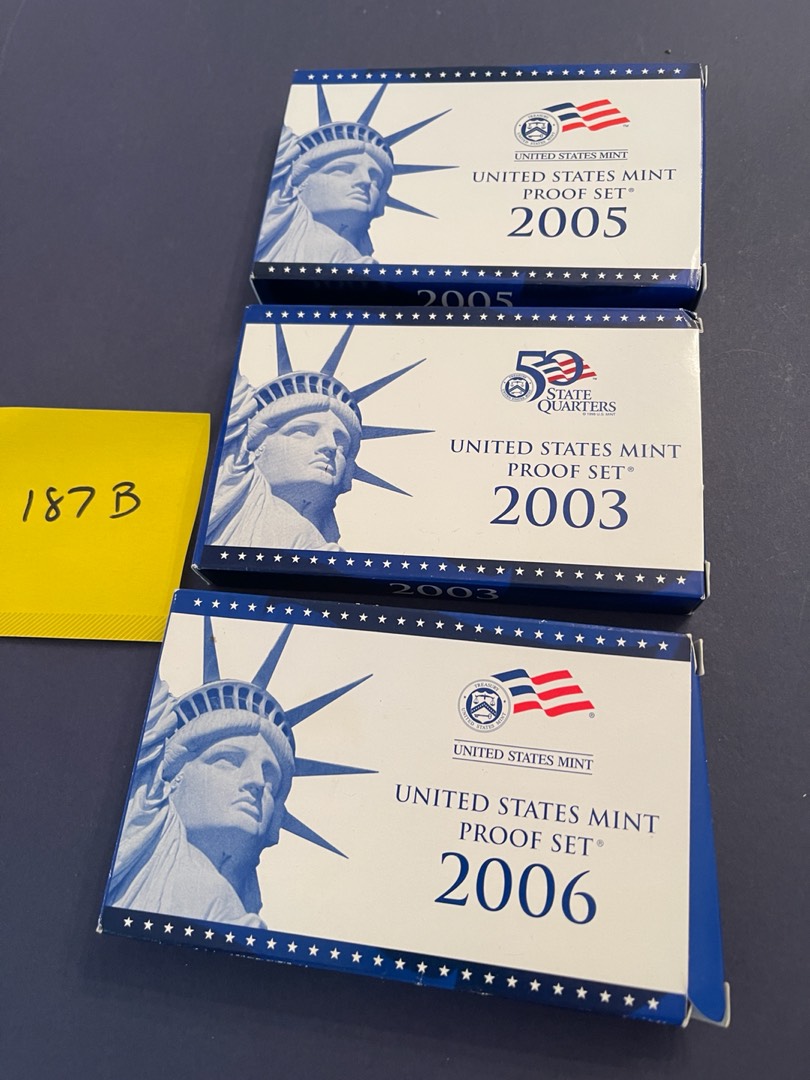 UNITED STATES MINT
UNITED STATES MINT
PROOF SET®
2005
2005
50
STATE
QUARTERS
UNITED STATES MINT
PROOF SET®
2003
2003
187 B
UNITED STATES MINT
UNITED STATES MINT
PROOF SET®
2006